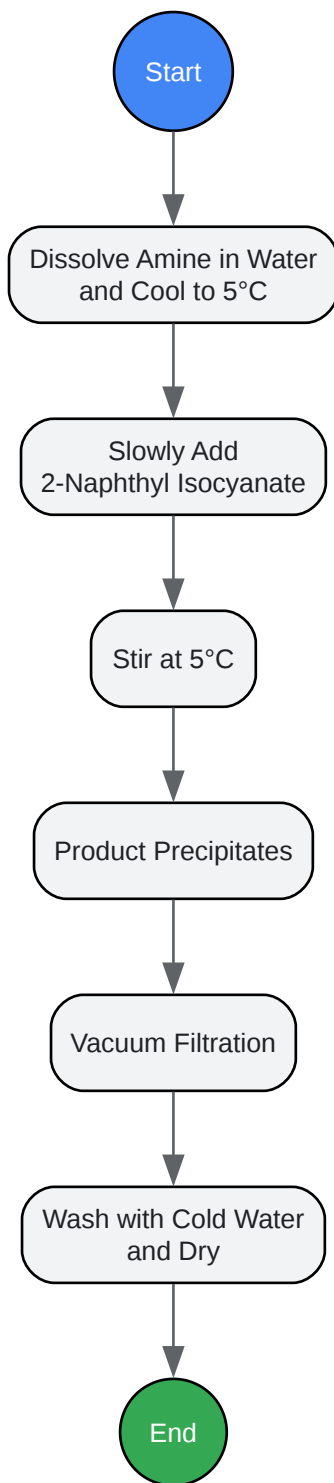 Start
Dissolve Amine in Water
and Cool to 5°C
Slowly Add
2-Naphthyl Isocyanate
Stir at 5°C
Product Precipitates
Vacuum Filtration
Wash with Cold Water
and Dry
End